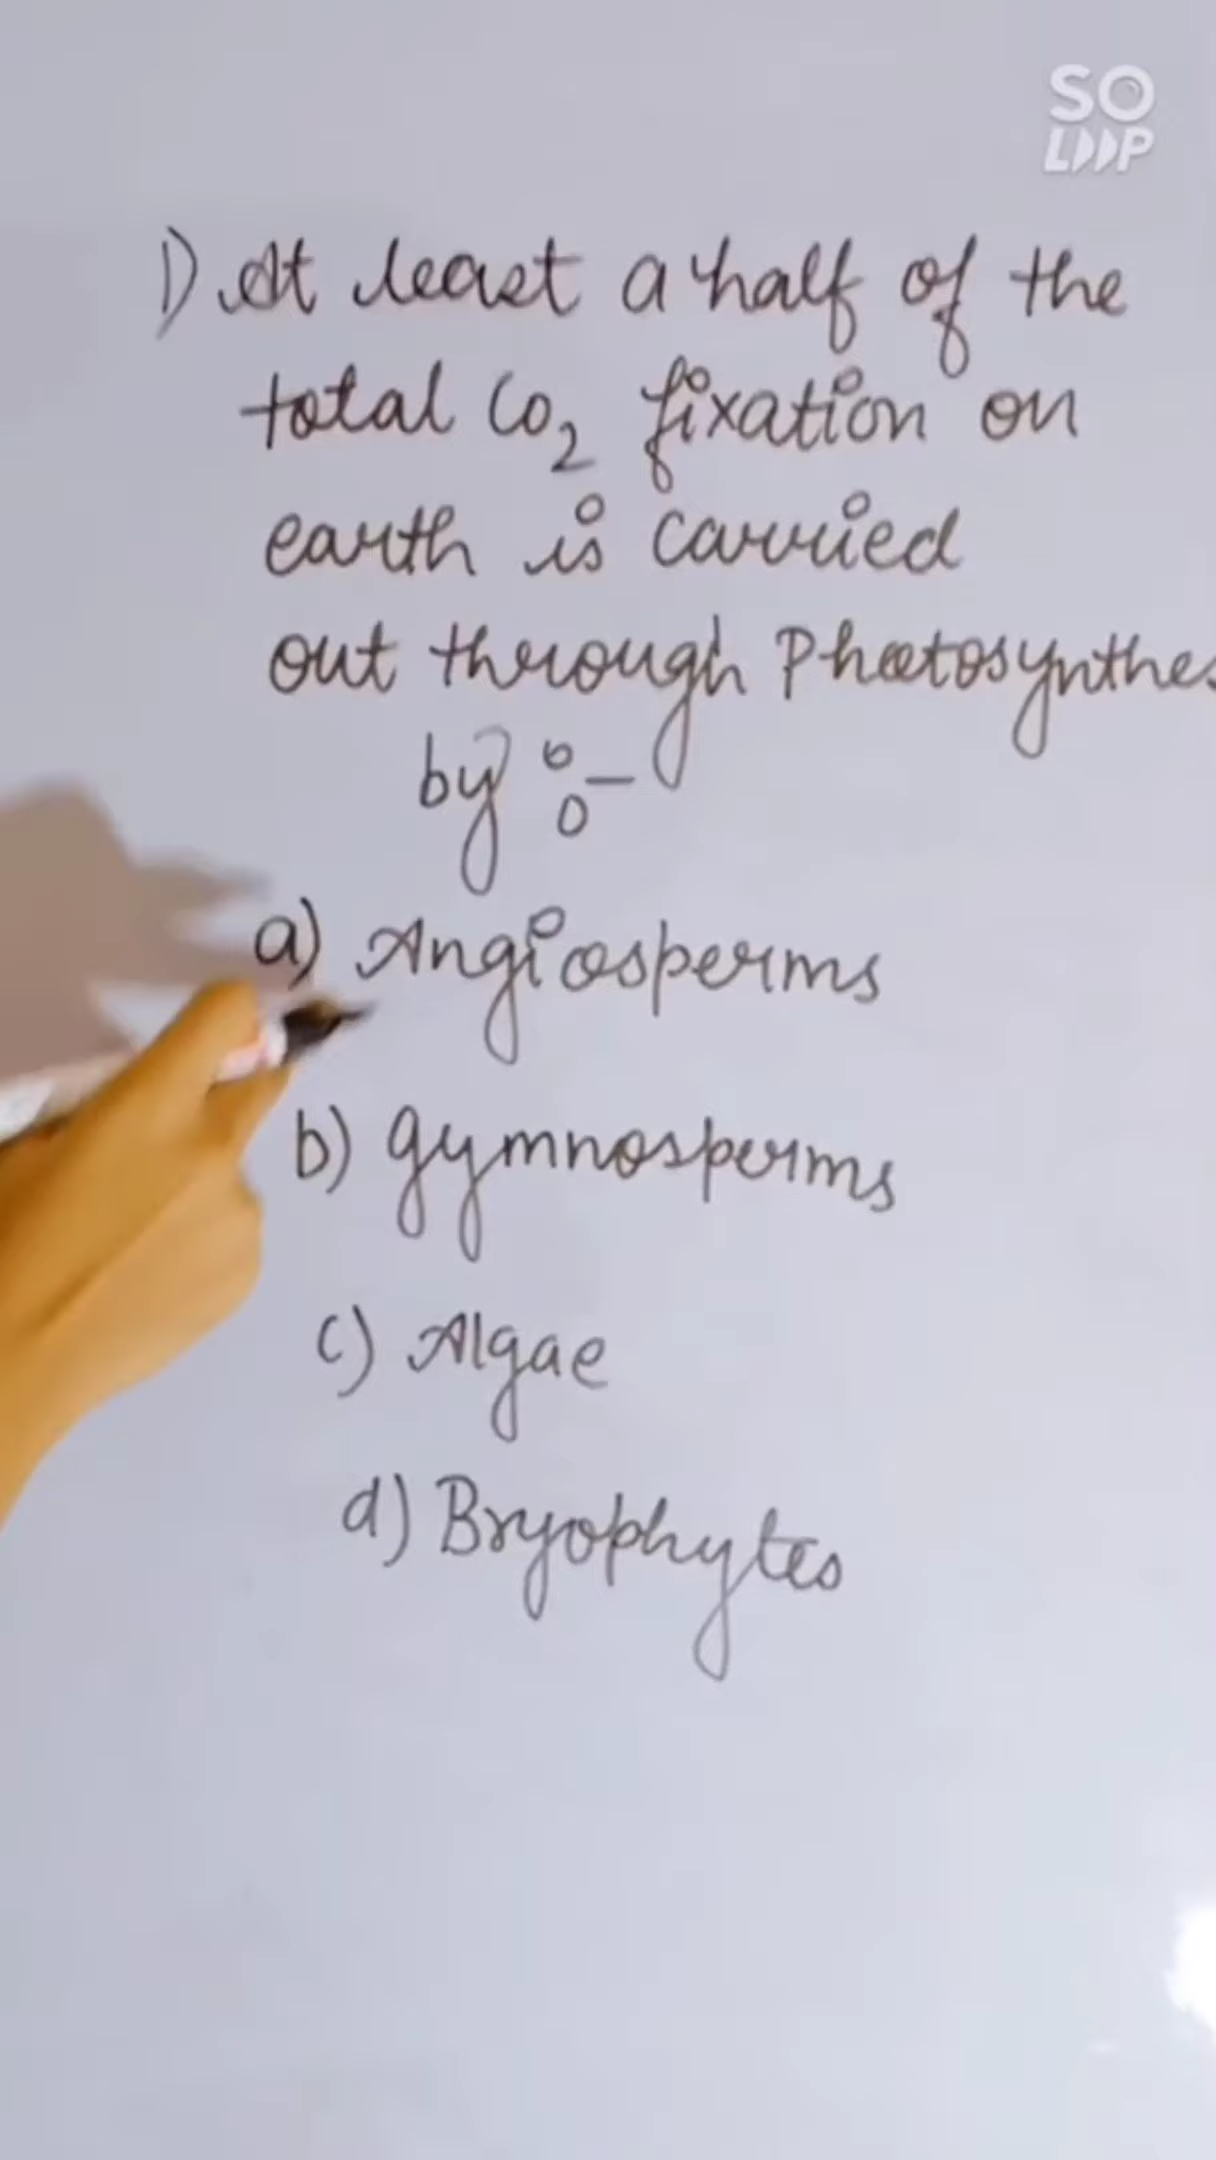 SO
LOOP
1) At least a half of the
total Co2 fixation on
earth is carried
out through Photosynthes
by :-
a) Angiosperms
b) gymnosperms
c) Algae
d) Bryophytes